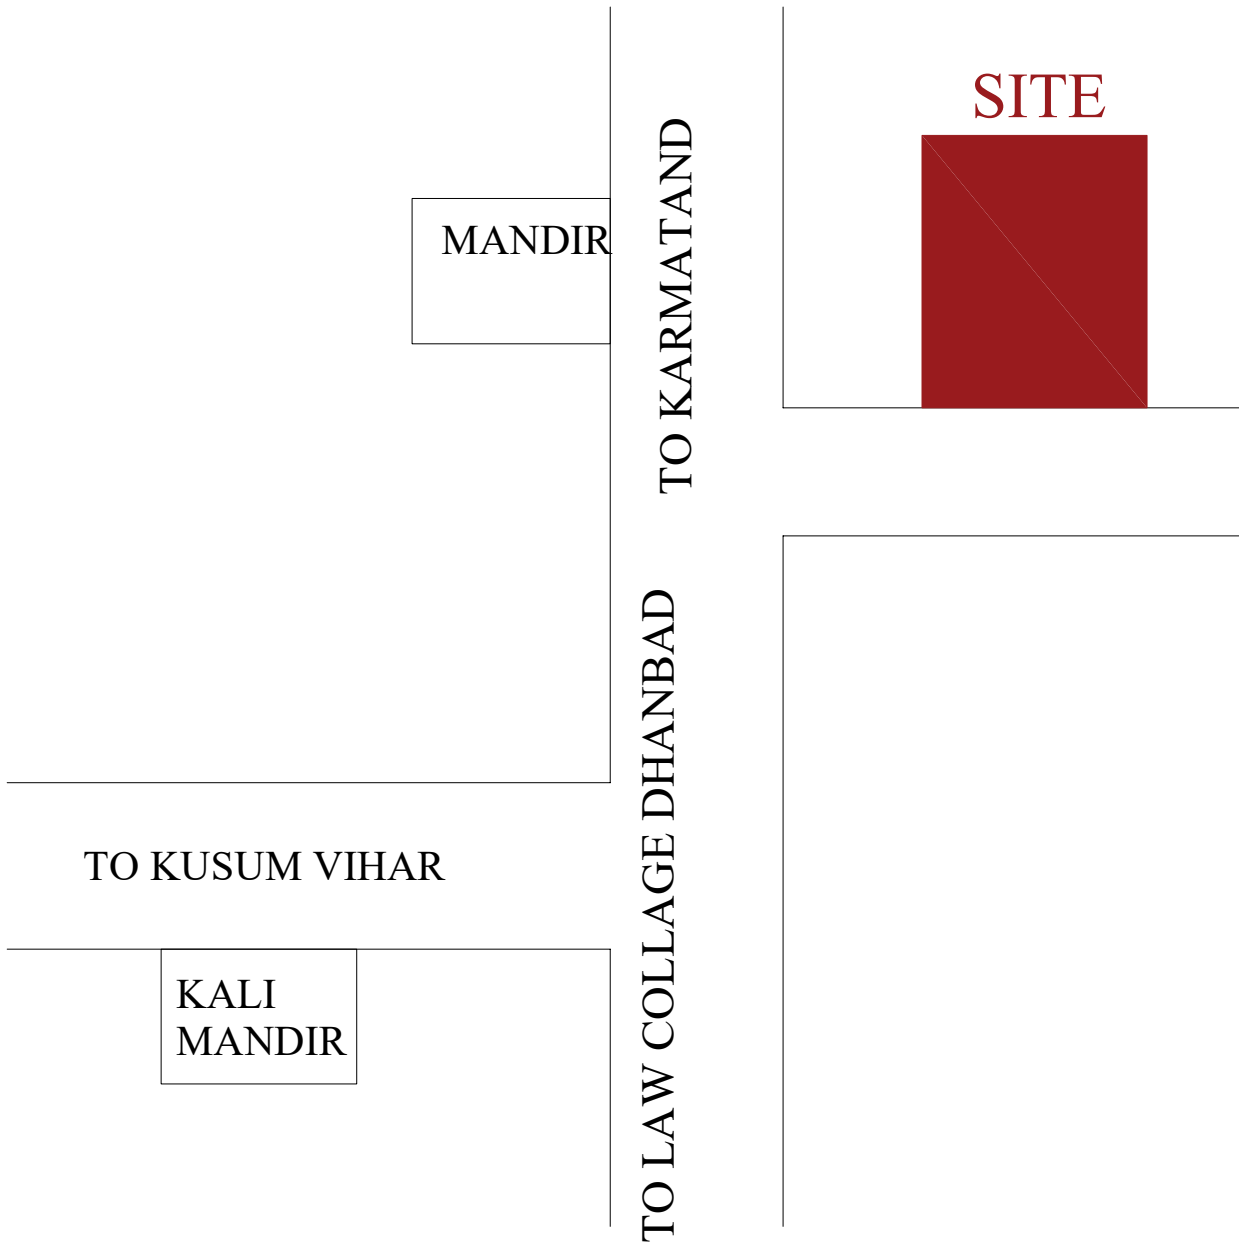 SITE
MANDIR
TO KARMATAND
TO LAW COLLAGE DHANBAD
TO KUSUM VIHAR
KALI
MANDIR